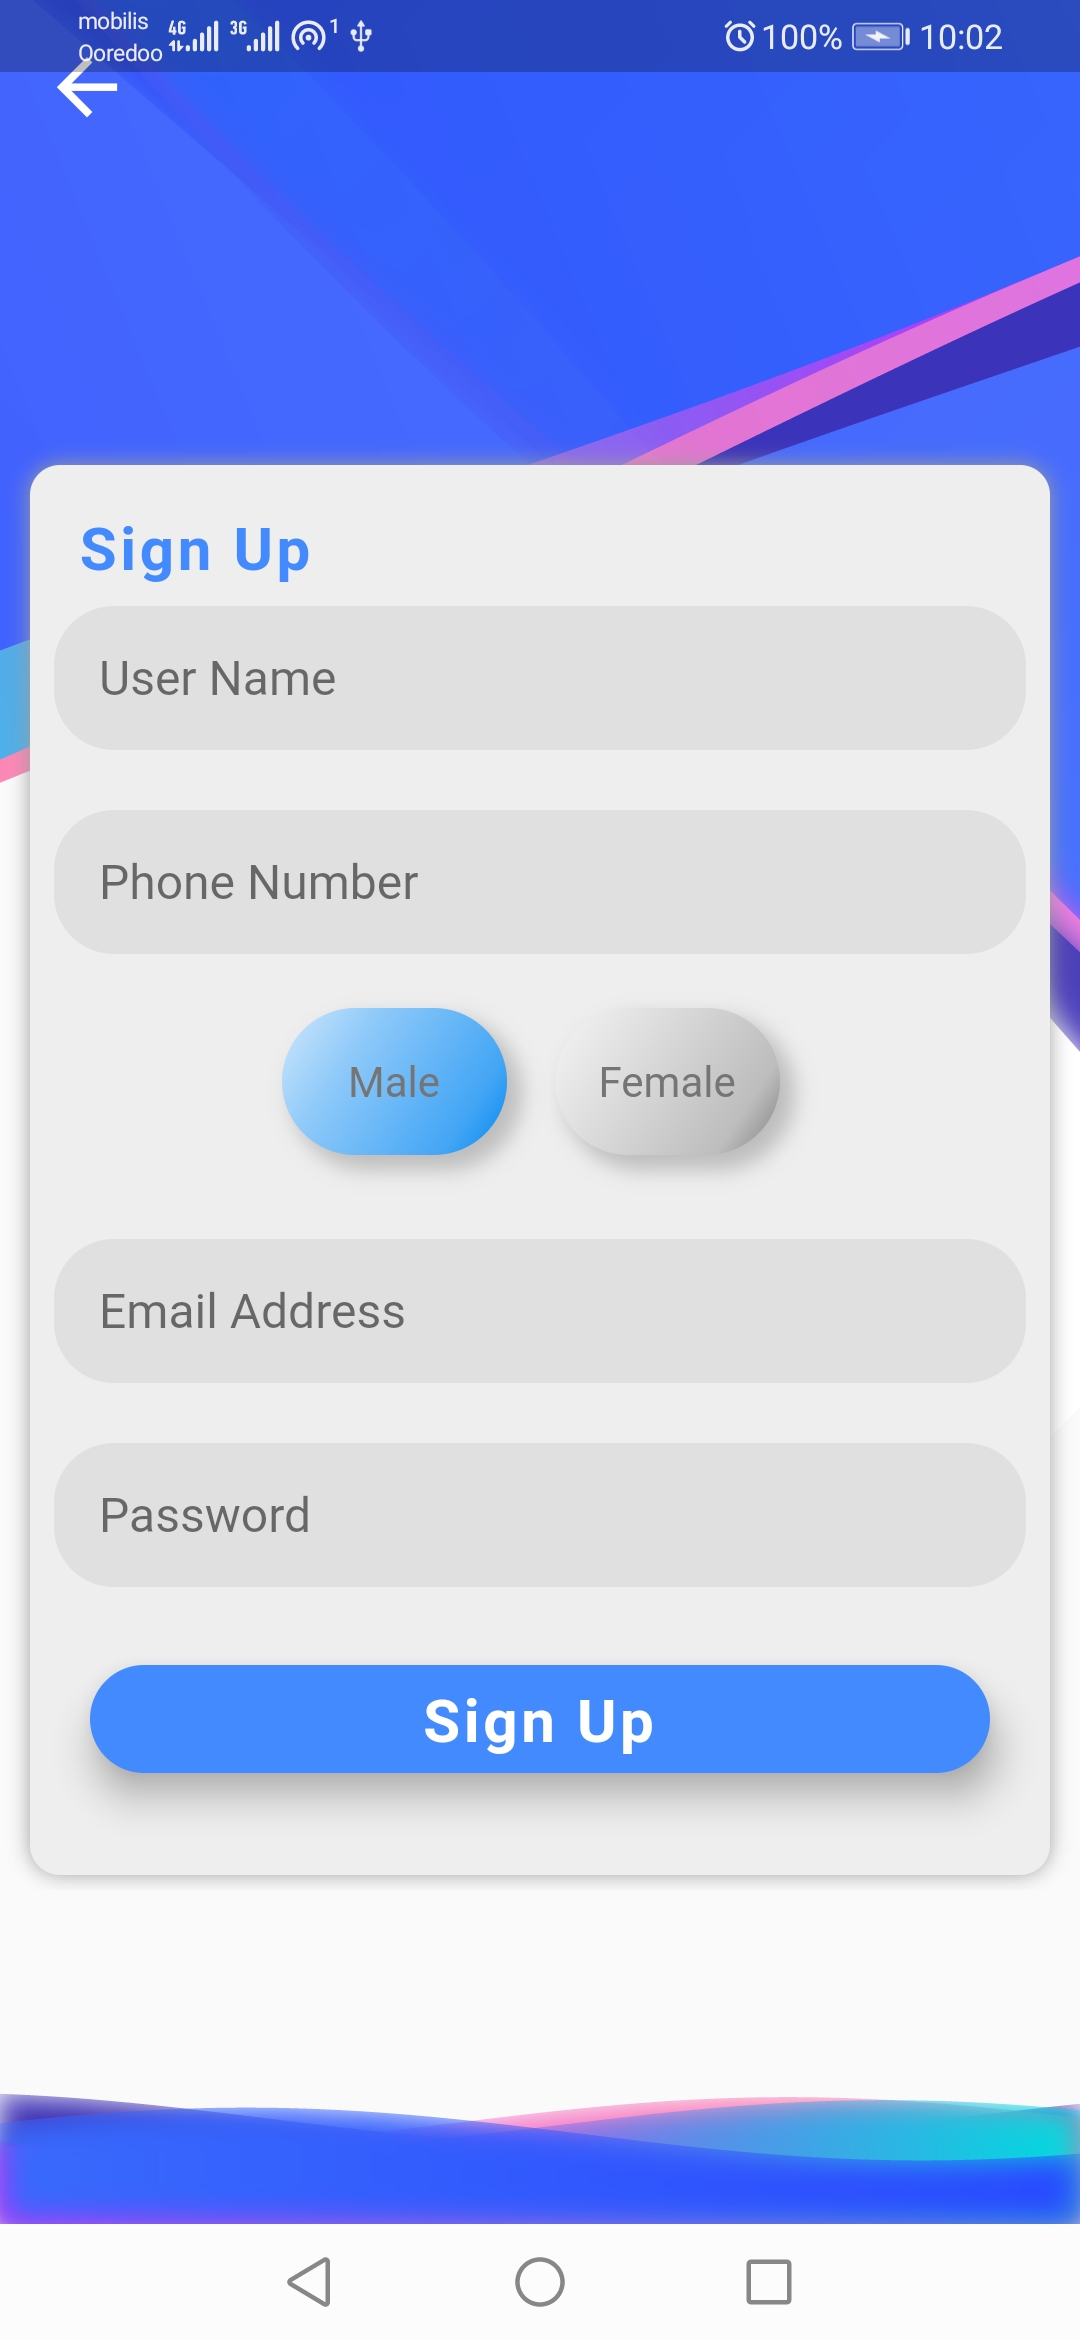 mobilis
Ooredoo 4G 3G 1 100% 10:02
Sign Up
User Name
Phone Number
Male Female
Email Address
Password
Sign Up